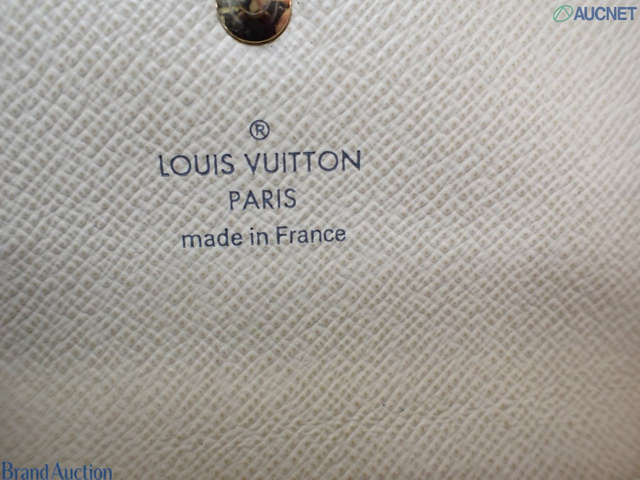 AUCNET
®
LOUIS VUITTON
PARIS
made in France
Brand Auction